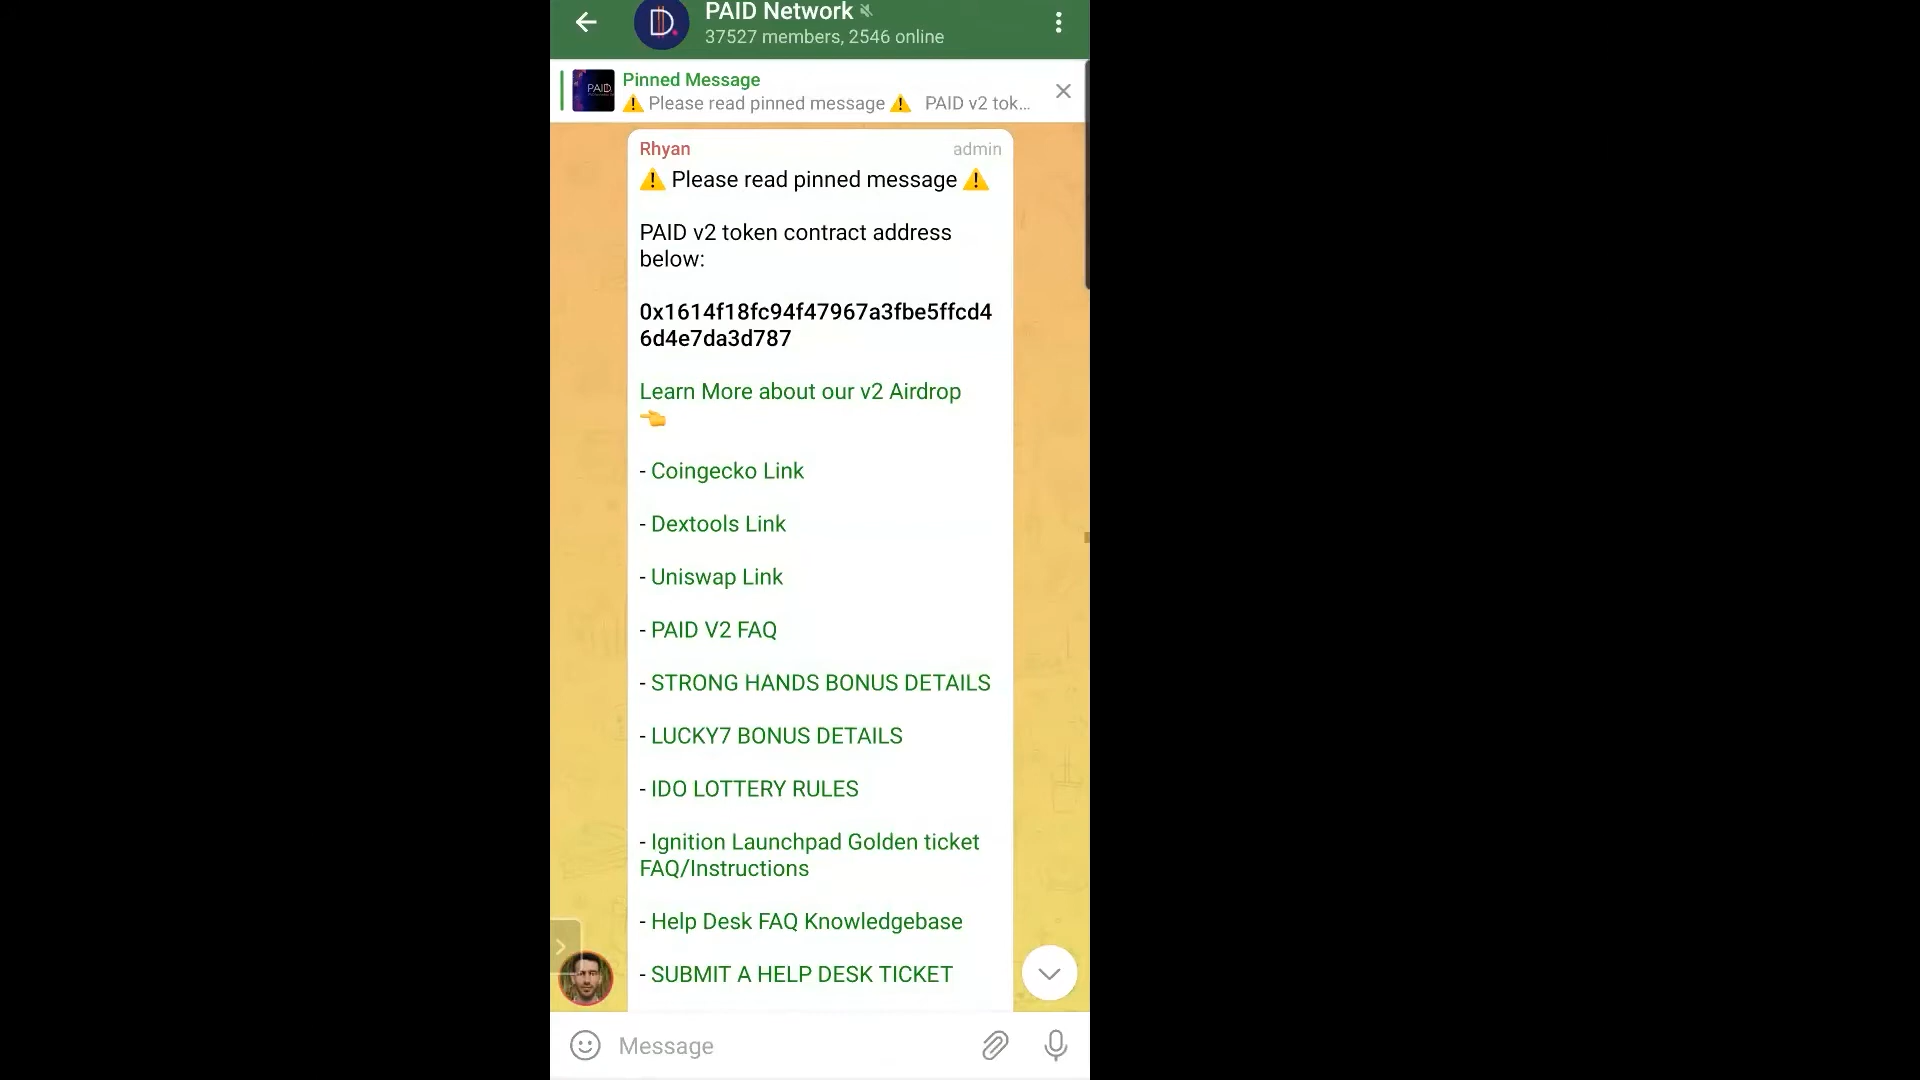 PAID Network
37527 members, 2546 online
PAID
Pinned Message
⚠️ Please read pinned message ⚠️ PAID v2 tok...
Rhyan admin
⚠️ Please read pinned message ⚠️
PAID v2 token contract address
below:
0x1614f18fc94f47967a3fbe5ffcd4
6d4e7da3d787
Learn More about our v2 Airdrop
👈
- Coingecko Link
- Dextools Link
- Uniswap Link
- PAID V2 FAQ
- STRONG HANDS BONUS DETAILS
- LUCKY7 BONUS DETAILS
- IDO LOTTERY RULES
- Ignition Launchpad Golden ticket
FAQ/Instructions
- Help Desk FAQ Knowledgebase
- SUBMIT A HELP DESK TICKET
Message